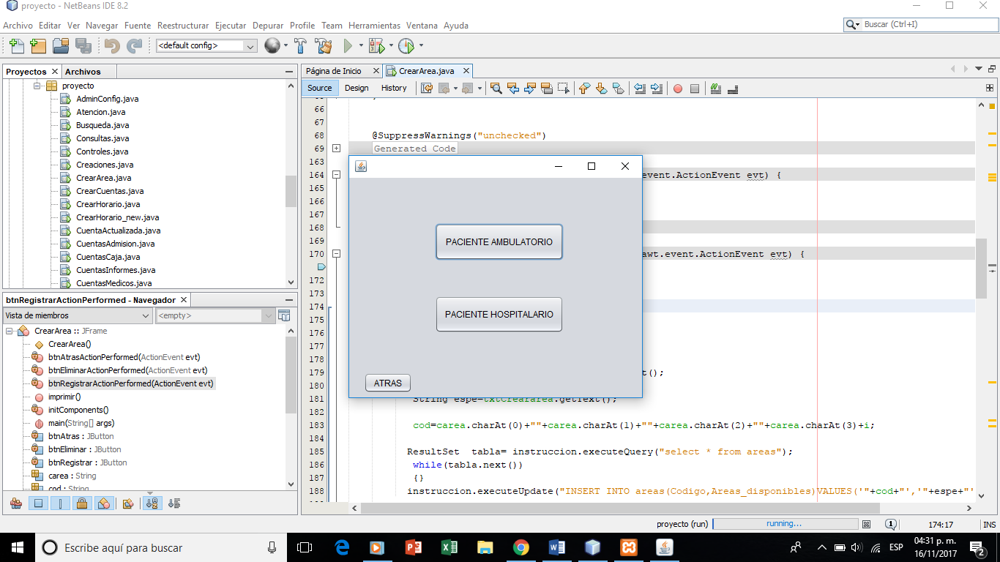 proyecto - NetBeans IDE 8.2
Archivo Editar Ver Navegar Fuente Reestructurar Ejecutar Depurar Profile Team Herramientas Ventana Ayuda
Buscar (Ctrl+I)
<default config>
Proyectos Archivos
proyecto
AdminConfig.java
Atencion.java
Busqueda.java
Consultas.java
Controles.java
Creaciones.java
CrearArea.java
CrearCuentas.java
CrearHorario.java
CrearHorario_new.java
CuentaActualizada.java
CuentasAdmision.java
CuentasCaja.java
CuentasInformes.java
CuentasMedicos.java
btnRegistrarActionPerformed - Navegador
Vista de miembros <empty>
CrearArea :: JFrame
CrearArea()
btnAtrasActionPerformed(ActionEvent evt)
btnEliminarActionPerformed(ActionEvent evt)
btnRegistrarActionPerformed(ActionEvent evt)
imprimir()
initComponents()
main(String[] args)
btnAtras : JButton
btnEliminar : JButton
btnRegistrar : JButton
carea : String
cod : String
Página de Inicio CrearArea.java
Source Design History
66
67
68 @SuppressWarnings("unchecked")
69 Generated Code
163
164 event.ActionEvent evt) {
165
166
167
168
169
170 awt.event.ActionEvent evt) {
172
173
174
175
176
177
178
179 t();
180
181 String espe=txtCreararea.getText();
182
183 cod=carea.charAt(0)+""+carea.charAt(1)+""+carea.charAt(2)+""+carea.charAt(3)+i;
184
185 ResultSet tabla= instruccion.executeQuery("select * from areas");
186 while(tabla.next())
187 {}
188 instruccion.executeUpdate("INSERT INTO areas(Codigo,Areas_disponibles)VALUES('"+cod+"','"+espe+"'
PACIENTE AMBULATORIO
PACIENTE HOSPITALARIO
ATRAS
proyecto (run) running... 1 174:17 INS
Escribe aquí para buscar
ESP
04:31 p. m.
16/11/2017
2